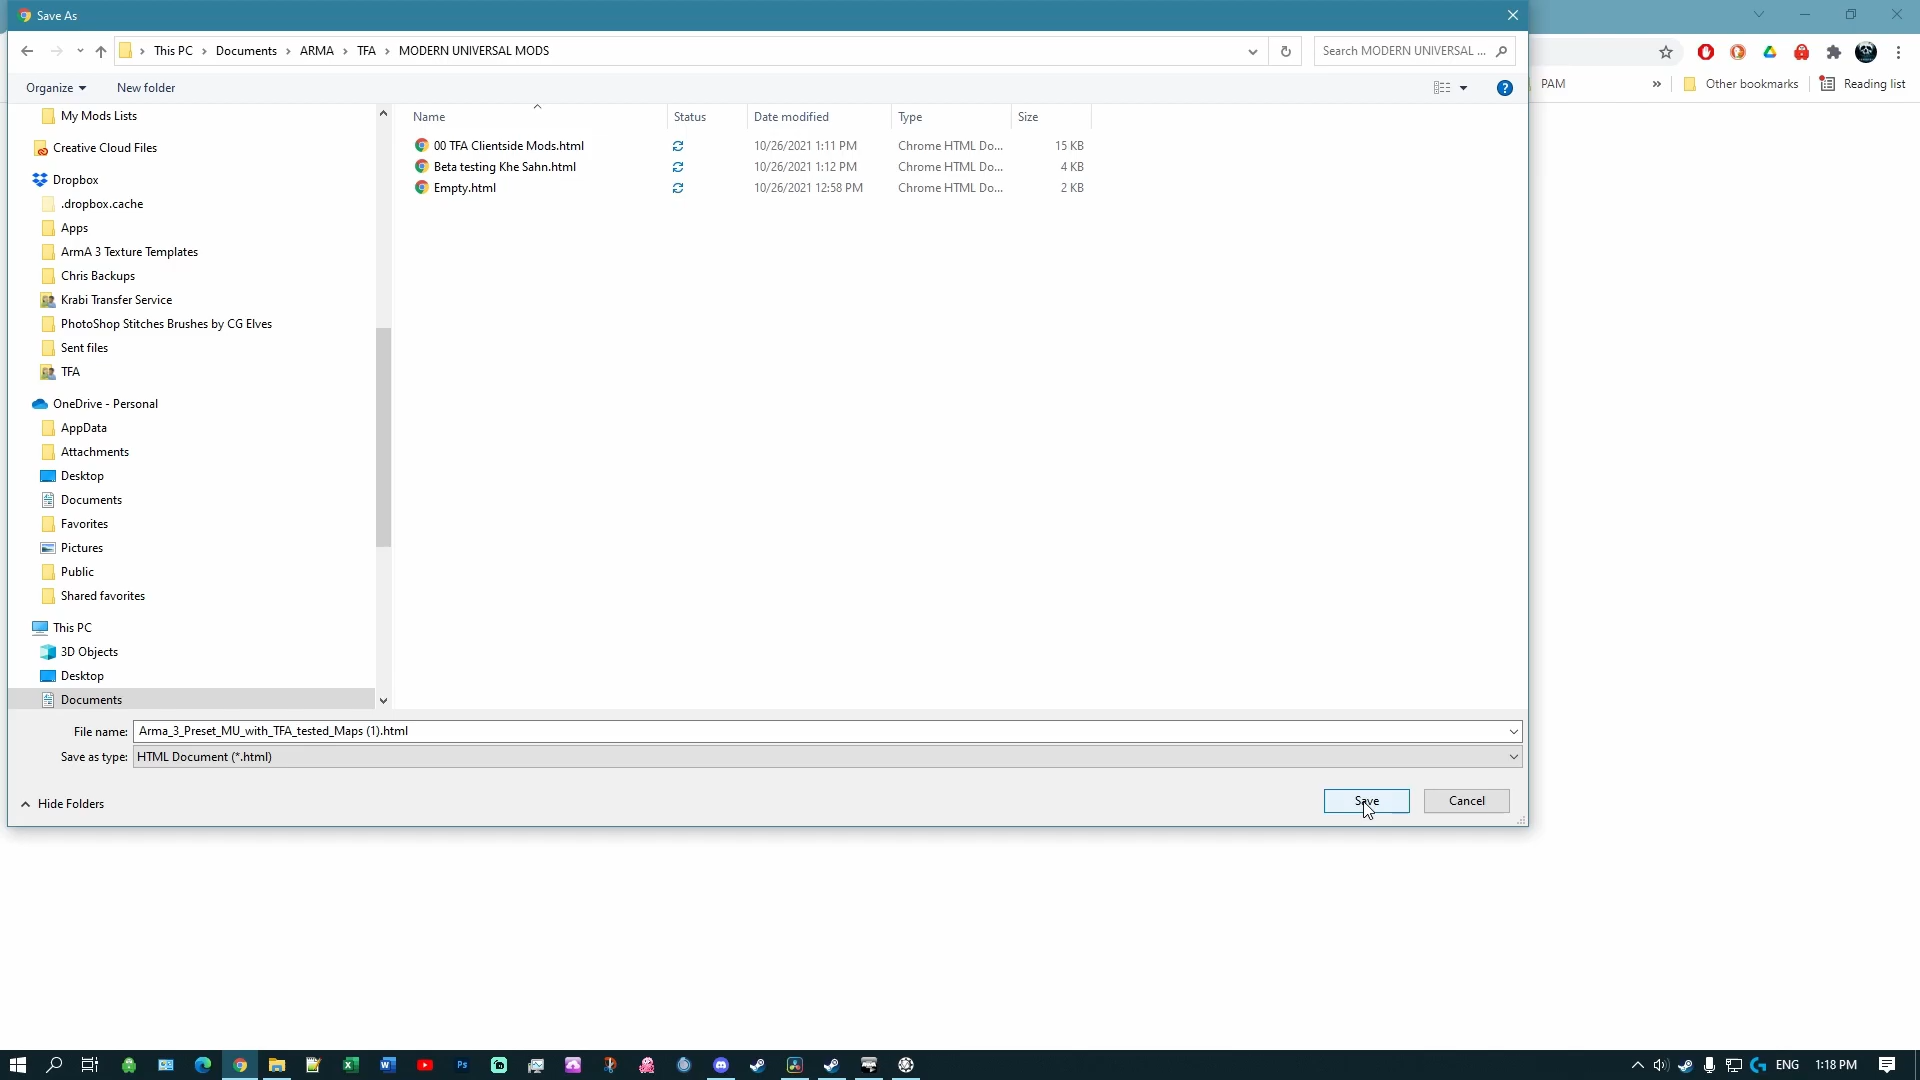 Save As
This PC > Documents > ARMA > TFA > MODERN UNIVERSAL MODS
Search MODERN UNIVERSAL ...
Organize
New folder
?
PAM
»
Other bookmarks
Reading list
Name
Status
Date modified
Type
Size
00 TFA Clientside Mods.html
10/26/2021 1:11 PM
Chrome HTML Do...
15 KB
Beta testing Khe Sahn.html
10/26/2021 1:12 PM
Chrome HTML Do...
4 KB
Empty.html
10/26/2021 12:58 PM
Chrome HTML Do...
2 KB
My Mods Lists
Creative Cloud Files
Dropbox
.dropbox.cache
Apps
ArmA 3 Texture Templates
Chris Backups
Krabi Transfer Service
PhotoShop Stitches Brushes by CG Elves
Sent files
TFA
OneDrive - Personal
AppData
Attachments
Desktop
Documents
Favorites
Pictures
Public
Shared favorites
This PC
3D Objects
Desktop
Documents
File name: Arma_3_Preset_MU_with_TFA_tested_Maps (1).html
Save as type: HTML Document (*.html)
Hide Folders
Save
Cancel
ENG
1:18 PM